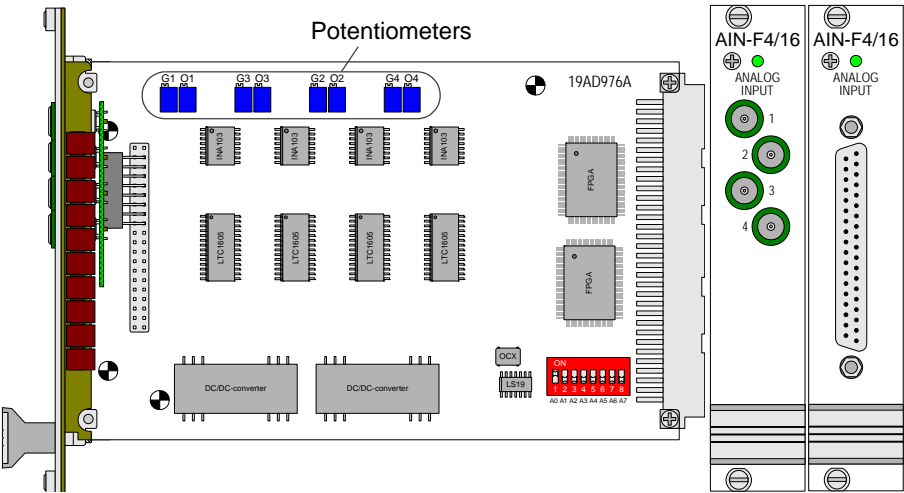 Potentiometers
G1 O1 G3 O3 G2 O2 G4 O4
19AD976A
INA103 INA103 INA103 INA103
FPGA
LTC1605 LTC1605 LTC1605 LTC1605
FPGA
DC/DC-converter DC/DC-converter
OCX
LS19
ON
1 2 3 4 5 6 7 8
A0 A1 A2 A3 A4 A5 A6 A7
AIN-F4/16
ANALOG
INPUT
1
2
3
4
AIN-F4/16
ANALOG
INPUT